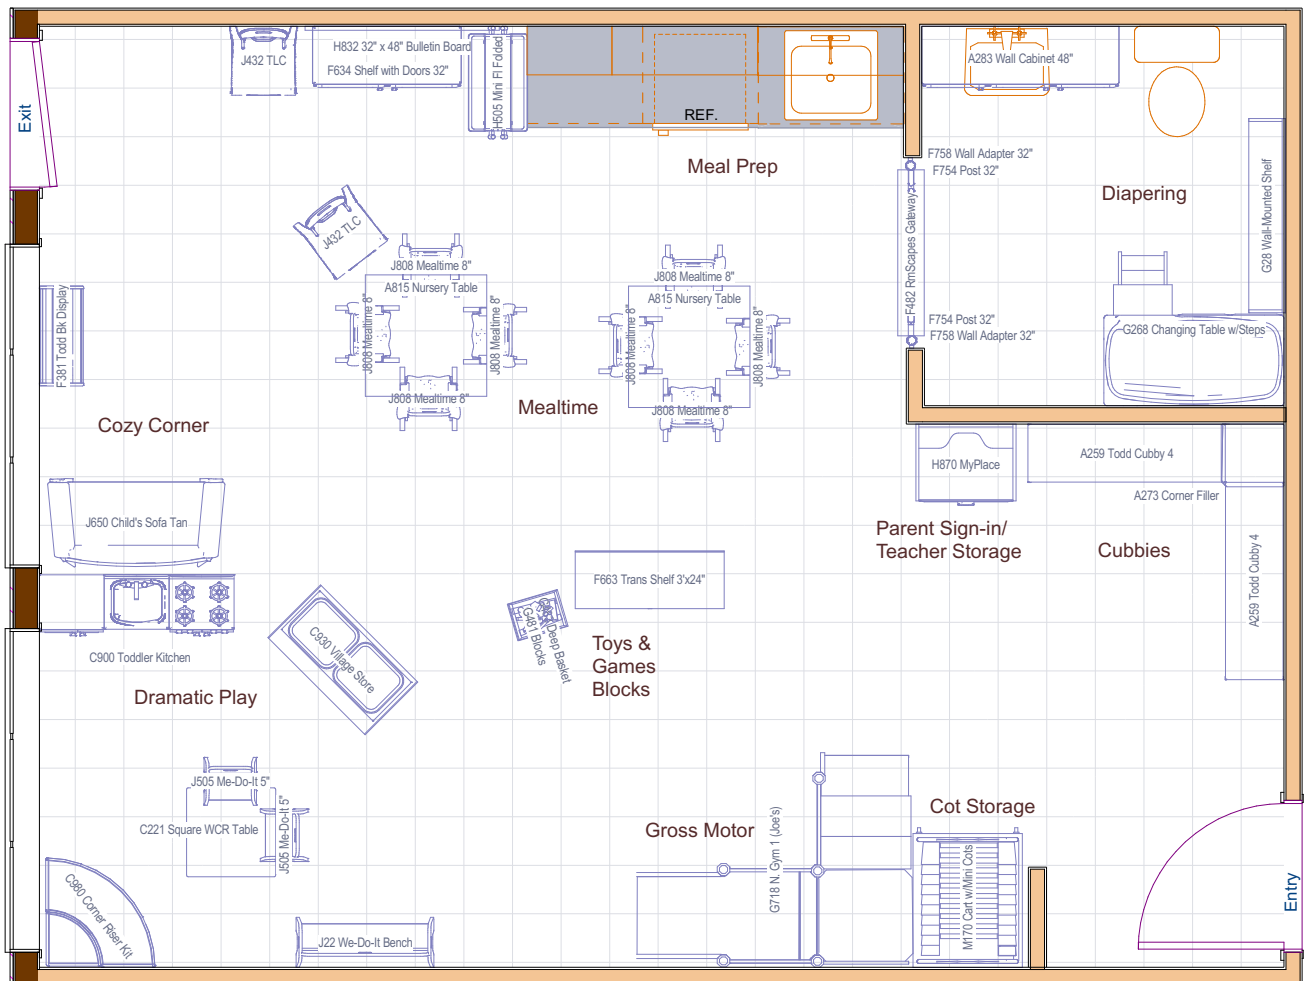 Exit
J432 TLC
H832 32" x 48" Bulletin Board
F634 Shelf with Doors 32"
H505 Mini Fl Folded
REF.
Meal Prep
A283 Wall Cabinet 48"
F758 Wall Adapter 32"
F754 Post 32"
F482 RmScapes Gateway
F754 Post 32"
F758 Wall Adapter 32"
Diapering
G28 Wall-Mounted Shelf
G268 Changing Table w/Steps
J432 TLC
J808 Mealtime 8"
A815 Nursery Table
J808 Mealtime 8"
J808 Mealtime 8"
J808 Mealtime 8"
J808 Mealtime 8"
A815 Nursery Table
J808 Mealtime 8"
J808 Mealtime 8"
J808 Mealtime 8"
Mealtime
F381 Todd Bk Display
Cozy Corner
J650 Child's Sofa Tan
H870 MyPlace
A259 Todd Cubby 4
A273 Corner Filler
A259 Todd Cubby 4
Parent Sign-in/
Teacher Storage
Cubbies
F663 Trans Shelf 3'x24"
Deep Basket
G481 Blocks
Toys &
Games
Blocks
C900 Toddler Kitchen
C930 Village Store
Dramatic Play
J505 Me-Do-It 5"
C221 Square WCR Table
J505 Me-Do-It 5"
C980 Corner Riser Kit
J22 We-Do-It Bench
Gross Motor
G718 N. Gym 1 (Joe's)
Cot Storage
M170 Cart w/Mini Cots
Entry